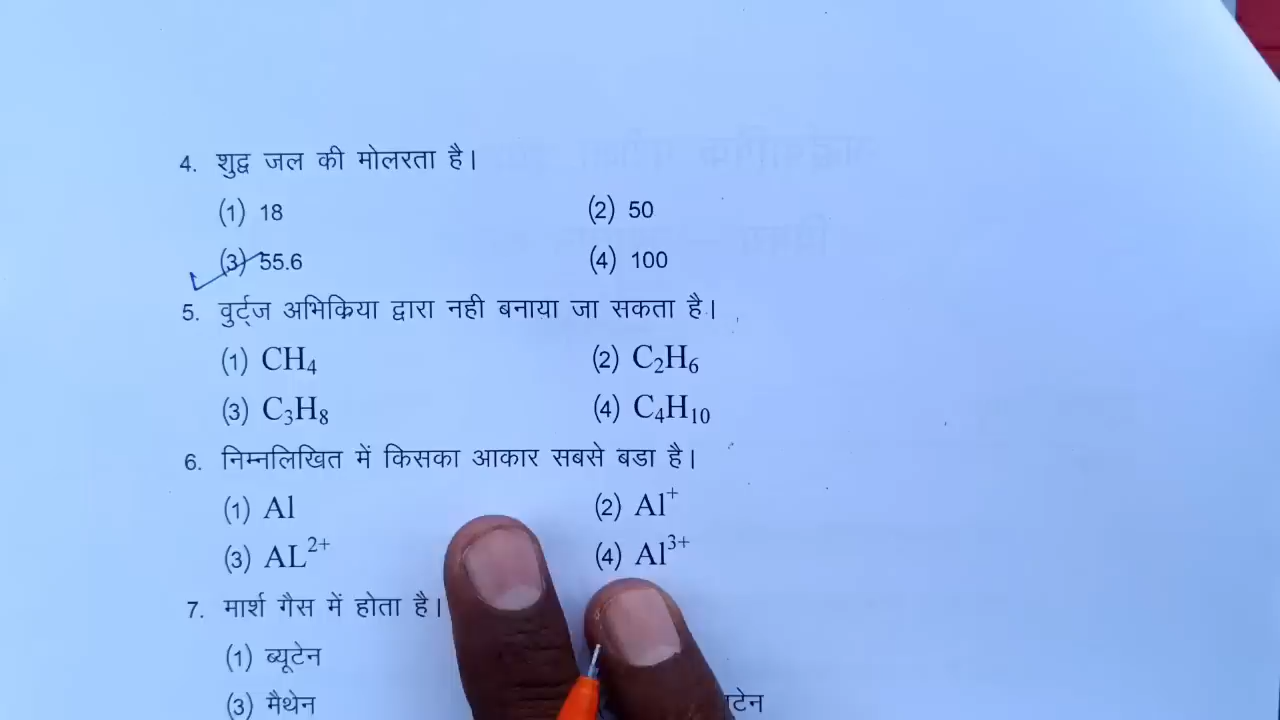 4. शुद्व जल की मोलरता है।
(1) 18 (2) 50
(3) 55.6 (4) 100
5. वुर्ट्ज अभिकिया द्वारा नही बनाया जा सकता है।
(1) CH₄ (2) C₂H₆
(3) C₃H₈ (4) C₄H₁₀
6. निम्नलिखित में किसका आकार सबसे बडा है।
(1) Al (2) Al⁺
(3) AL²⁺ (4) Al³⁺
7. मार्श गैस में होता है।
(1) ब्यूटेन
(3) मैथेन